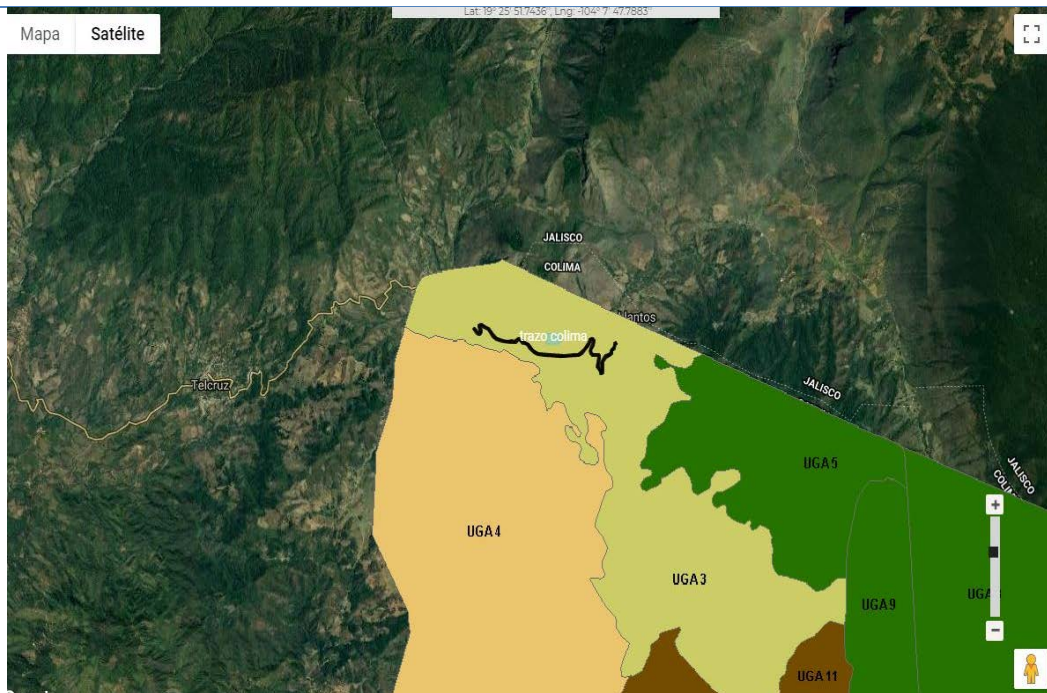 Lat: 19° 25' 51.7436", Lng: -104° 7' 47.7883"
Mapa
Satélite
JALISCO
COLIMA
trazo colima
Telcruz
JALISCO
UGA5
JALISCO
UGA4
+
UGA3
UGA9
UGA
−
UGA11